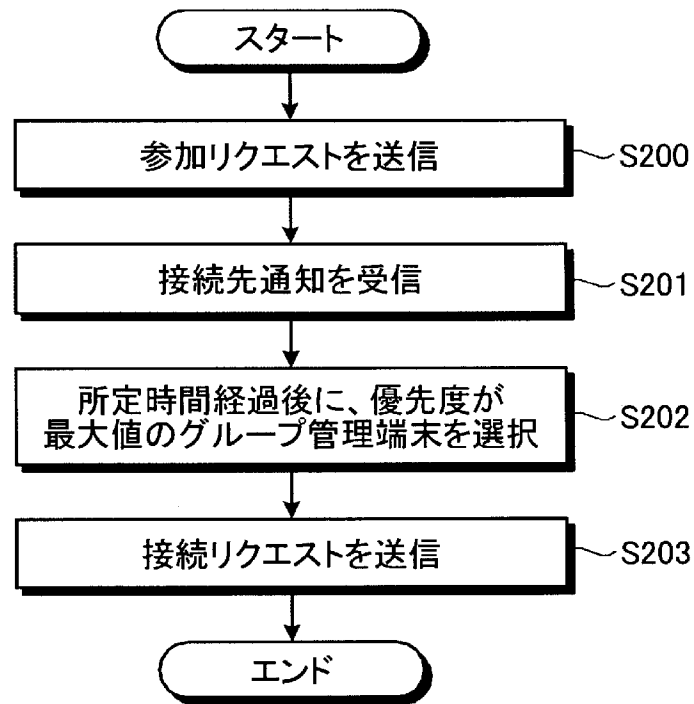 スタート
参加リクエストを送信
S200
接続先通知を受信
S201
所定時間経過後に、優先度が
最大値のグループ管理端末を選択
S202
接続リクエストを送信
S203
エンド